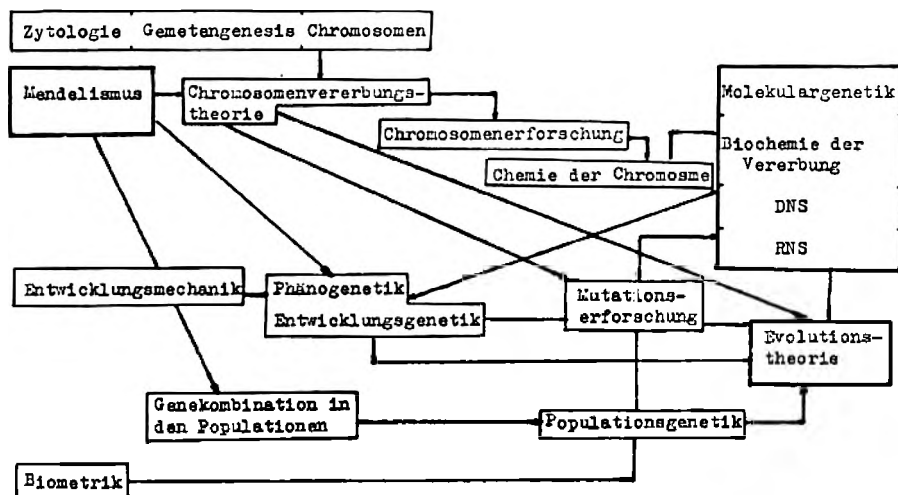 Zytologie Gemetengenesis Chromosomen
Mendelismus
Chromosomenvererbungs-
theorie
Chromosomenerforschung
Chemie der Chromosme
Molekulargenetik
Biochemie der
Vererbung
DNS
RNS
Entwicklungsmechanik
Phänogenetik
Entwicklungsgenetik
Mutations-
erforschung
Evolutions-
theorie
Genekombination in
den Populationen
Populationsgenetik
Biometrik